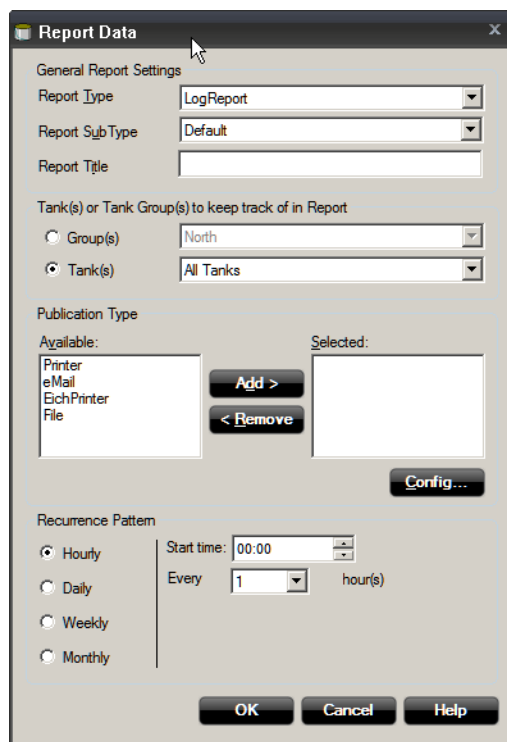 Report Data
General Report Settings
Report Type LogReport
Report SubType Default
Report Title
Tank(s) or Tank Group(s) to keep track of in Report
Group(s) North
Tank(s) All Tanks
Publication Type
Available: Selected:
Printer
eMail
EichPrinter
File
Add >
< Remove
Config...
Recurrence Pattern
Hourly
Daily
Weekly
Monthly
Start time: 00:00
Every 1 hour(s)
OK Cancel Help